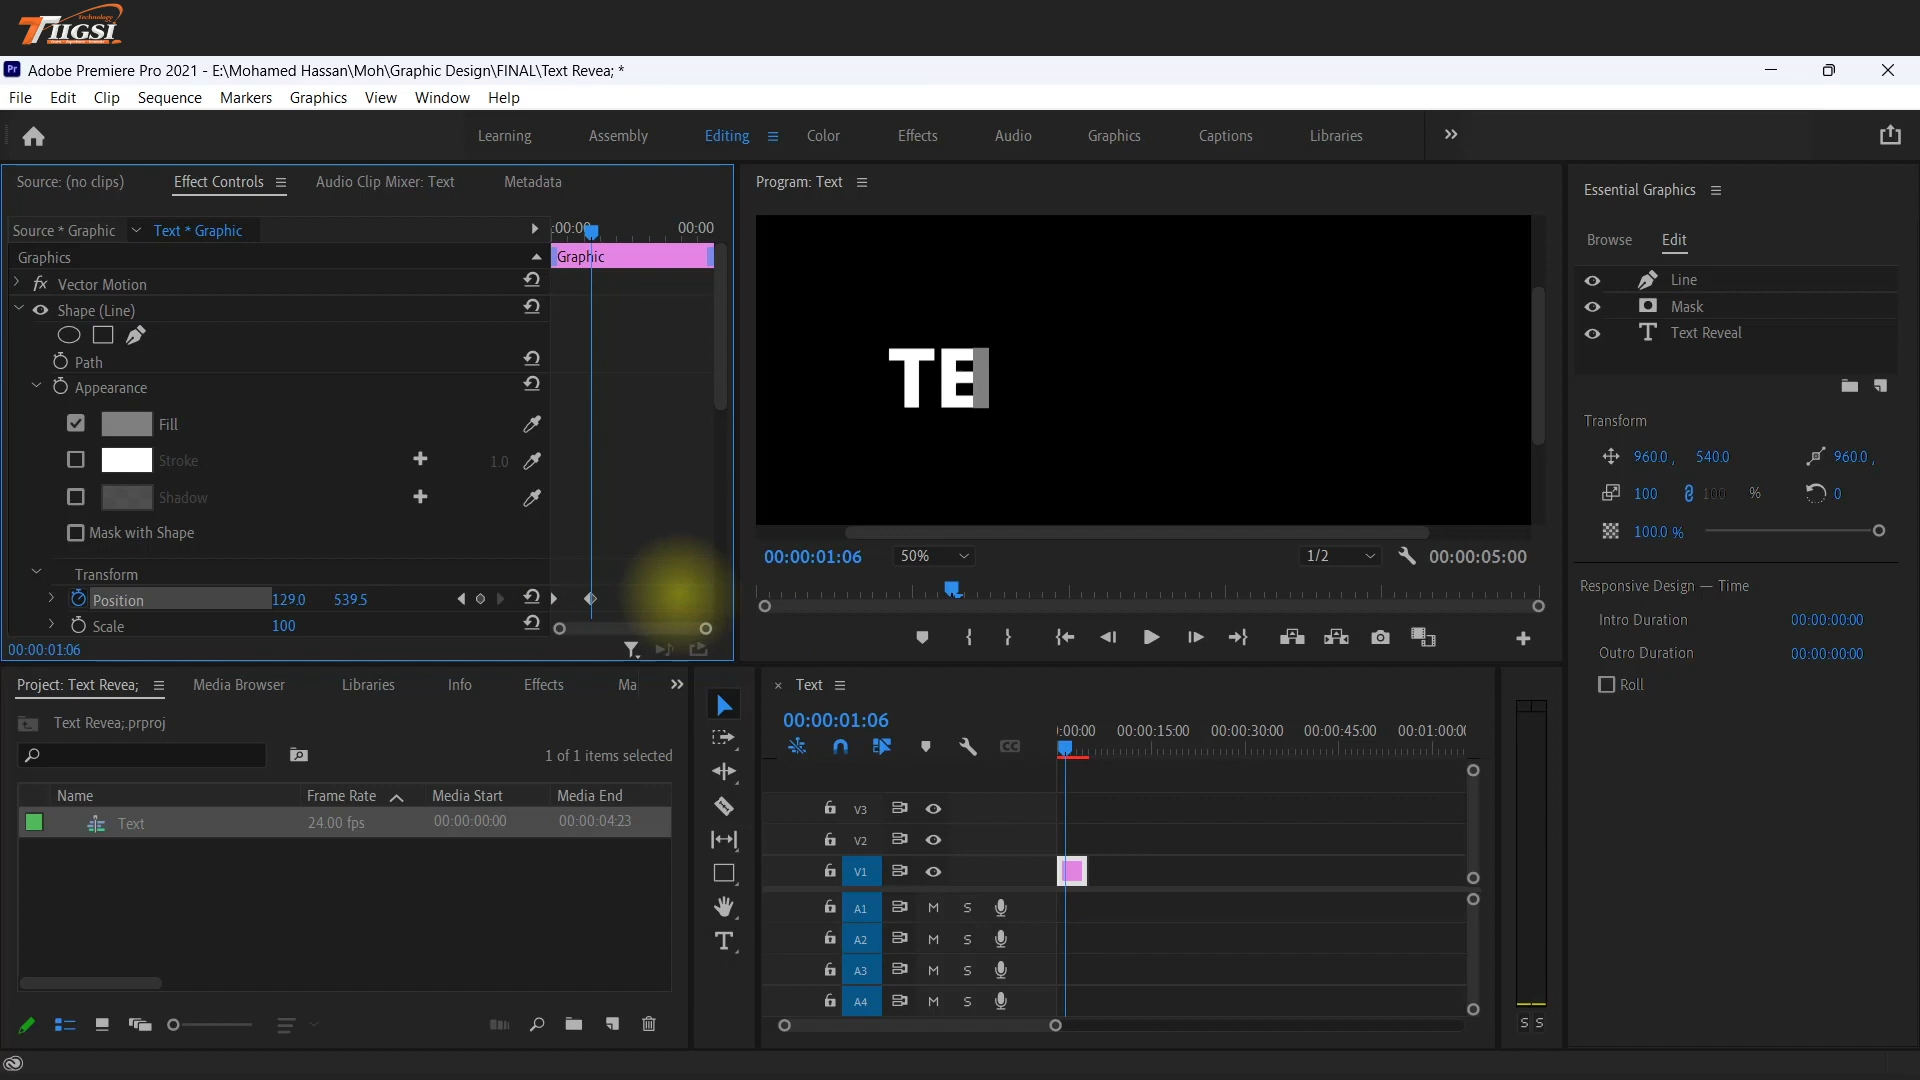 Technology
TIIGSI
Adobe Premiere Pro 2021 - E:\Mohamed Hassan\Moh\Graphic Design\FINAL\Text Revea; *
File Edit Clip Sequence Markers Graphics View Window Help
Learning Assembly Editing Color Effects Audio Graphics Captions Libraries
Source: (no clips) Effect Controls Audio Clip Mixer: Text Metadata
Source * Graphic Text * Graphic
:00:00 00:00
Graphics
Graphic
fx Vector Motion
Shape (Line)
Path
Appearance
Fill
Stroke 1.0
Shadow
Mask with Shape
Transform
Position 129.0 539.5
Scale 100
00:00:01:06
Program: Text
TE
00:00:01:06 50% 1/2 00:00:05:00
Essential Graphics
Browse Edit
Line
Mask
Text Reveal
Transform
960.0 , 540.0 960.0 ,
100 100 % 0
100.0 %
Responsive Design — Time
Intro Duration 00:00:00:00
Outro Duration 00:00:00:00
Roll
Project: Text Revea; Media Browser Libraries Info Effects Ma
Text Revea;.prproj
1 of 1 items selected
Name Frame Rate Media Start Media End
Text 24.00 fps 00:00:00:00 00:00:04:23
× Text
00:00:01:06
:00:00 00:00:15:00 00:00:30:00 00:00:45:00 00:01:00:0
CC
V3
V2
V1
A1 M S
A2 M S
A3 M S
A4 M S
S S